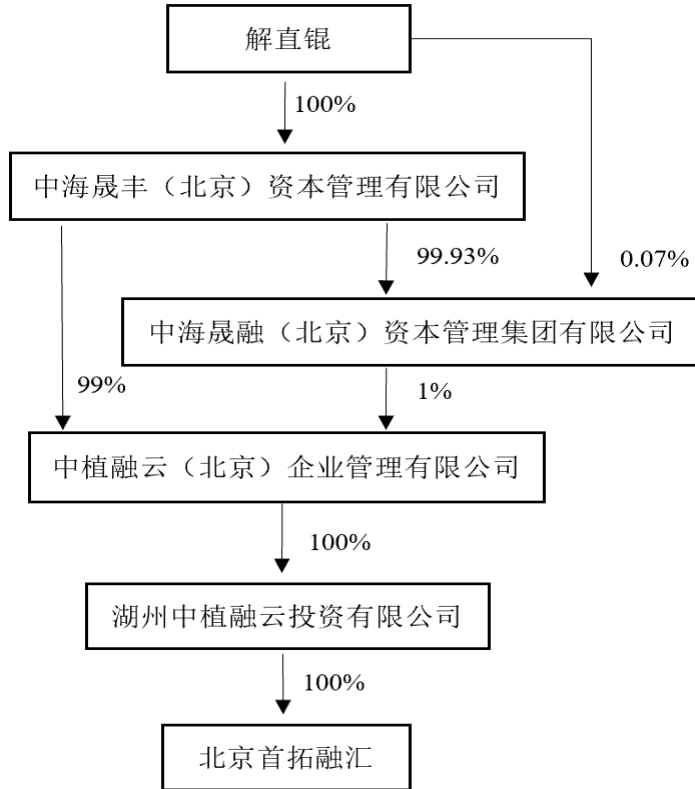 解直锟
100%
中海晟丰（北京）资本管理有限公司
99.93%
0.07%
中海晟融（北京）资本管理集团有限公司
99%
1%
中植融云（北京）企业管理有限公司
100%
湖州中植融云投资有限公司
100%
北京首拓融汇